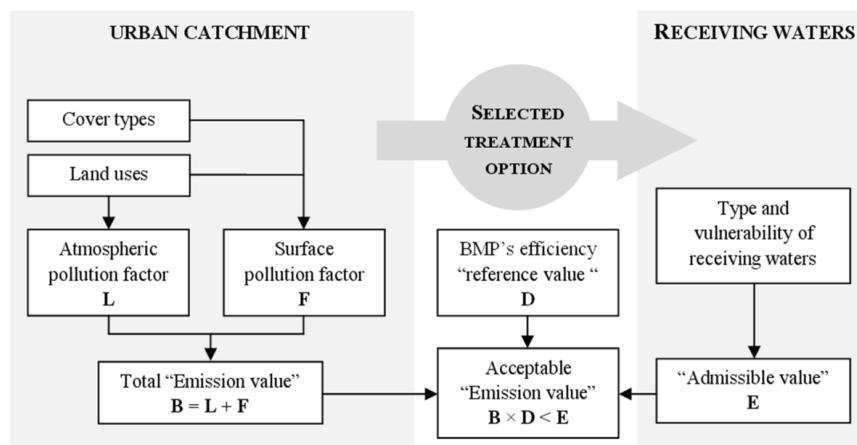 URBAN CATCHMENT
RECEIVING WATERS
SELECTED
TREATMENT
OPTION
Cover types
Land uses
Atmospheric
pollution factor
L
Surface
pollution factor
F
BMP's efficiency
“reference value “
D
Type and
vulnerability of
receiving waters
Total “Emission value”
B = L + F
Acceptable
“Emission value”
B × D < E
“Admissible value”
E